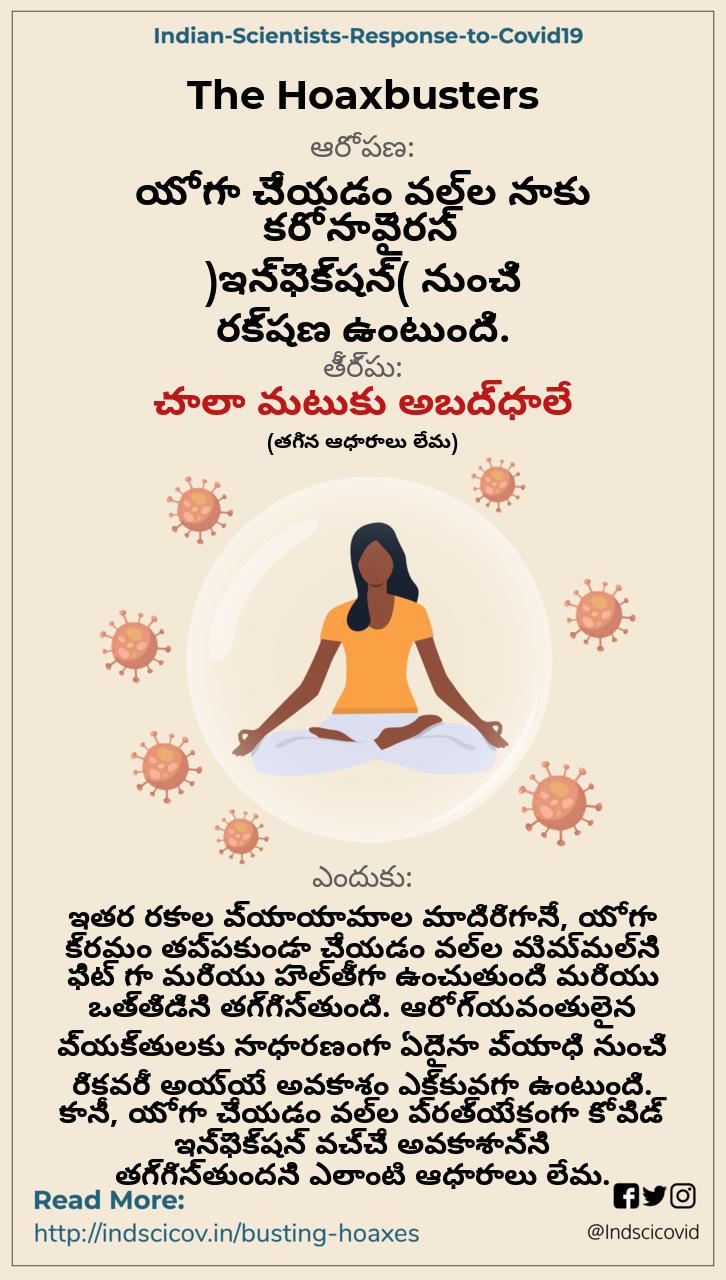 Indian-Scientists-Response-to-Covid19
The Hoaxbusters
ఆరోపణ:
యోగా చేయడం వల్‌ల నాకు
కరోనావైరస్
)ఇన్‌ఫెక్‌షన్( నుంచి
రక్‌షణ ఉంటుంది.
తీర్‌పు:
చాలా మటుకు అబద్‌ధాలే
(తగిన ఆధారాలు లేవు)
ఎందుకు:
ఇతర రకాల వ్‌యాయామాల మాదిరిగానే, యోగా
క్‌రమం తప్‌పకుండా చేయడం వల్‌ల మిమ్‌మల్‌ని
ఫిట్ గా మరియు హెల్‌తీగా ఉంచుతుంది మరియు
ఒత్‌తిడిని తగ్‌గిస్‌తుంది. ఆరోగ్‌యవంతులైన
వ్‌యక్‌తులకు సాధారణంగా ఏదైనా వ్‌యాధి నుంచి
రికవరీ అయ్‌యే అవకాశం ఎక్‌కువగా ఉంటుంది.
కానీ, యోగా చేయడం వల్‌ల ప్‌రత్‌యేకంగా కోవిడ్
ఇన్‌ఫెక్‌షన్ వచ్‌చే అవకాశాన్‌ని
తగ్‌గిస్‌తుందని ఎలాంటి ఆధారాలు లేవు.
Read More:
http://indscicov.in/busting-hoaxes
@Indscicovid